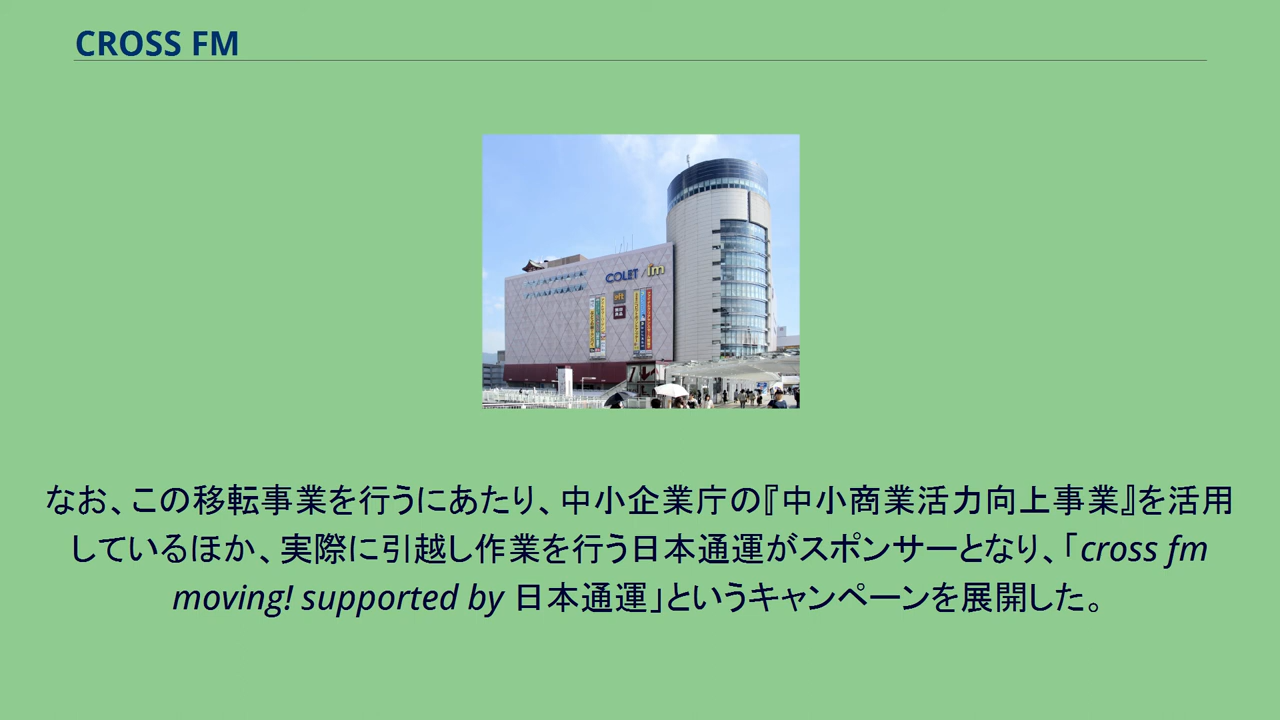 CROSS FM
COLET / im
なお、この移転事業を行うにあたり、中小企業庁の『中小商業活力向上事業』を活用
しているほか、実際に引越し作業を行う日本通運がスポンサーとなり、「cross fm
moving! supported by 日本通運」というキャンペーンを展開した。